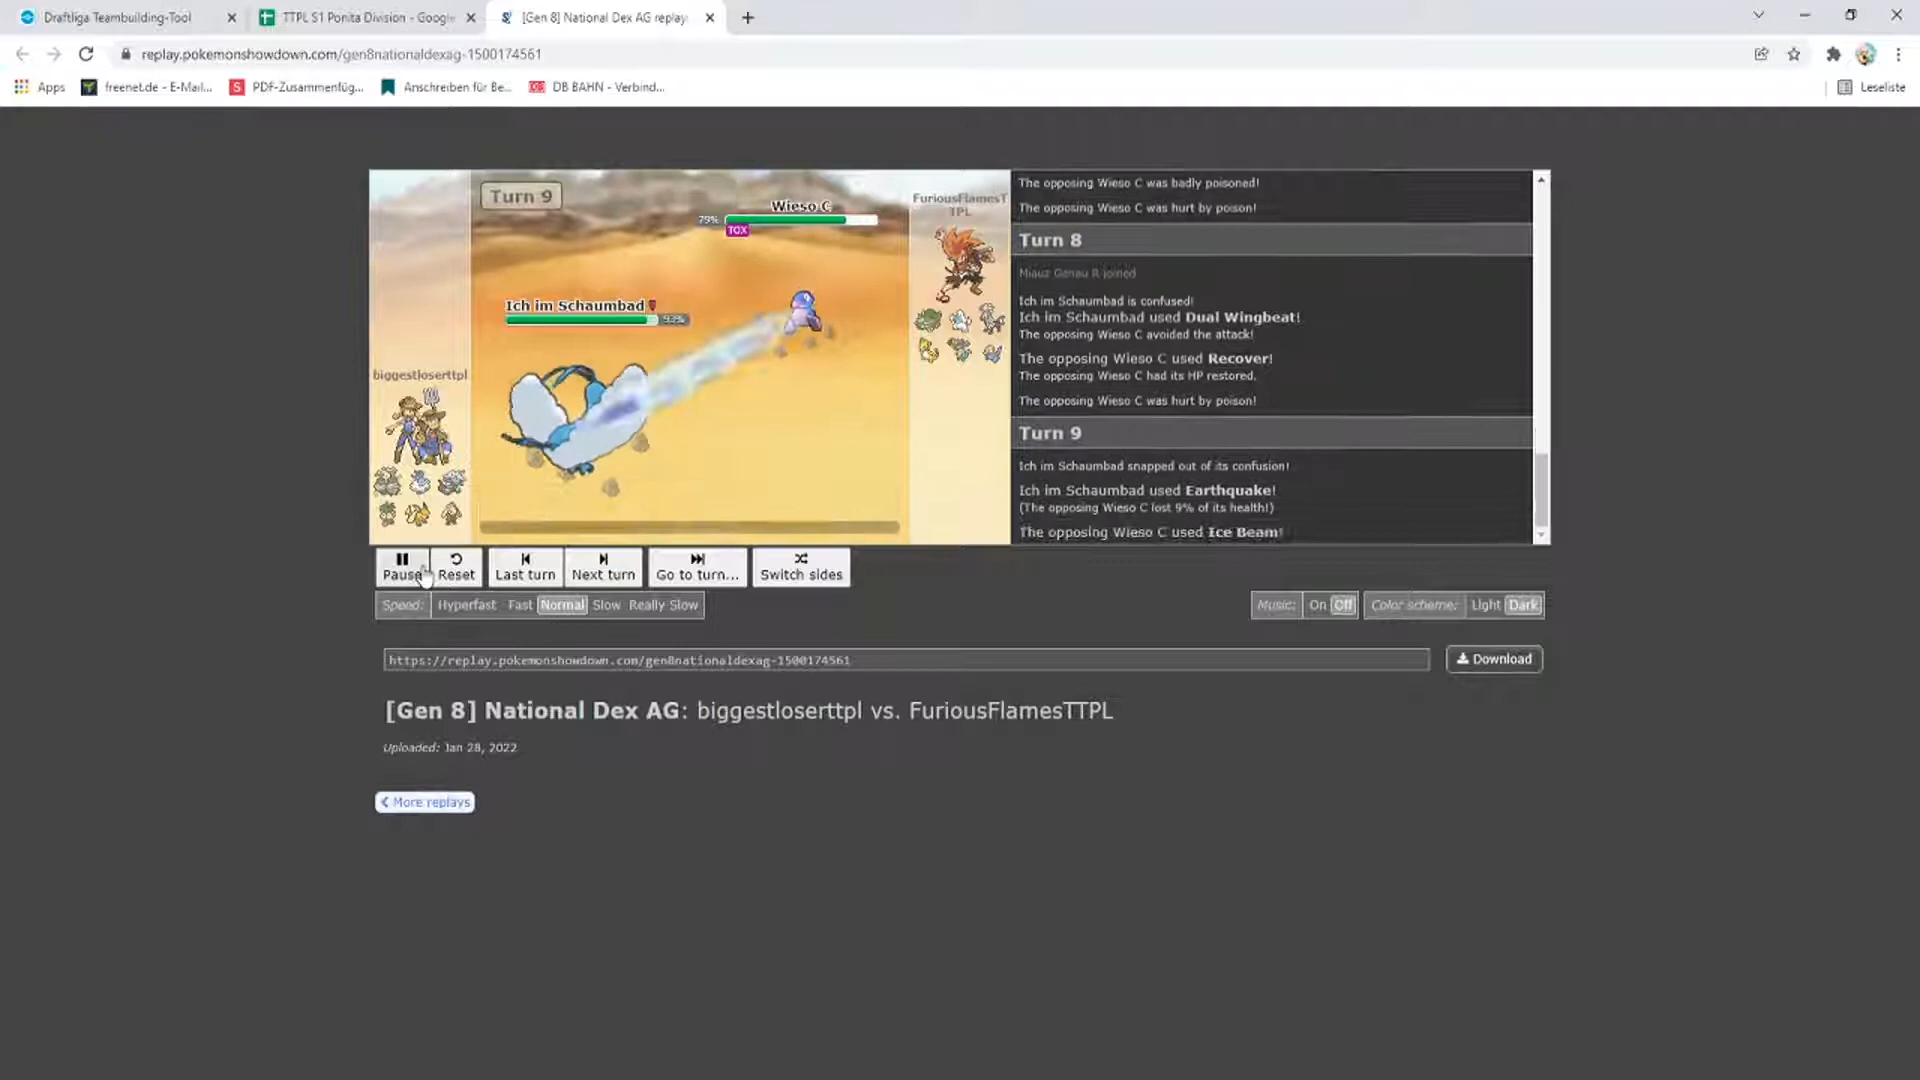 Draftliga Teambuilding-Tool
TTPL S1 Ponita Division - Google
[Gen 8] National Dex AG replay
replay.pokemonshowdown.com/gen8nationaldexag-1500174561
Apps
freenet.de - E-Mail...
PDF-Zusammenfüg...
Anschreiben für Be...
DB BAHN - Verbind...
Leseliste
Turn 9
Wieso C
79%
TOX
Ich im Schaumbad
93%
biggestloserttpl
FuriousFlamesT
TPL
The opposing Wieso C was badly poisoned!
The opposing Wieso C was hurt by poison!
Turn 8
Miauz Genau R joined
Ich im Schaumbad is confused!
Ich im Schaumbad used Dual Wingbeat!
The opposing Wieso C avoided the attack!
The opposing Wieso C used Recover!
The opposing Wieso C had its HP restored.
The opposing Wieso C was hurt by poison!
Turn 9
Ich im Schaumbad snapped out of its confusion!
Ich im Schaumbad used Earthquake!
(The opposing Wieso C lost 9% of its health!)
The opposing Wieso C used Ice Beam!
Pause
Reset
Last turn
Next turn
Go to turn...
Switch sides
Speed:
Hyperfast
Fast
Normal
Slow
Really Slow
Music:
On
Off
Color scheme:
Light
Dark
https://replay.pokemonshowdown.com/gen8nationaldexag-1500174561
Download
[Gen 8] National Dex AG: biggestloserttpl vs. FuriousFlamesTTPL
Uploaded: Jan 28, 2022
More replays